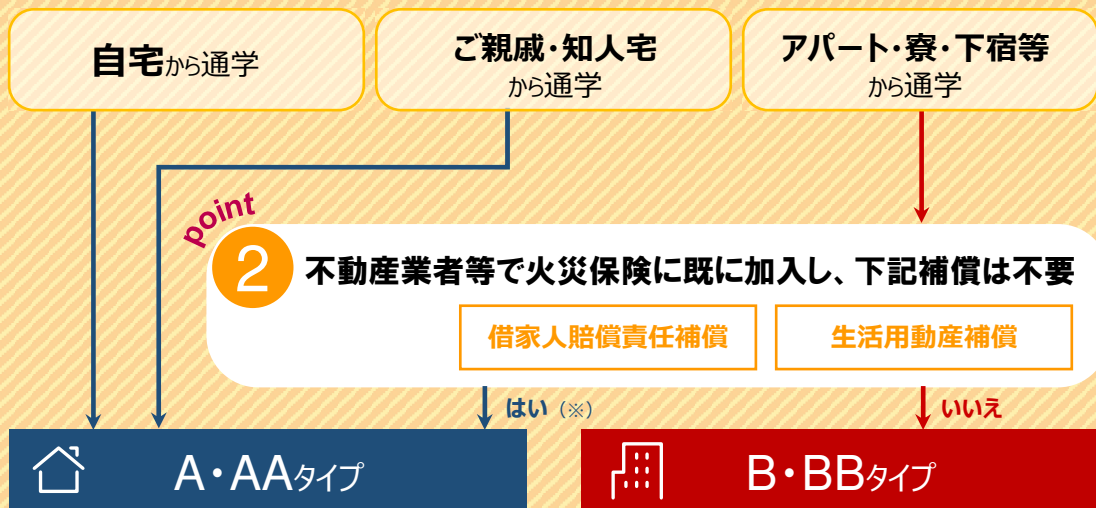 自宅から通学
ご親戚・知人宅
から通学
アパート・寮・下宿等
から通学
point
2
不動産業者等で火災保険に既に加入し、下記補償は不要
借家人賠償責任補償
生活用動産補償
はい（※）
いいえ
A・AAタイプ
B・BBタイプ